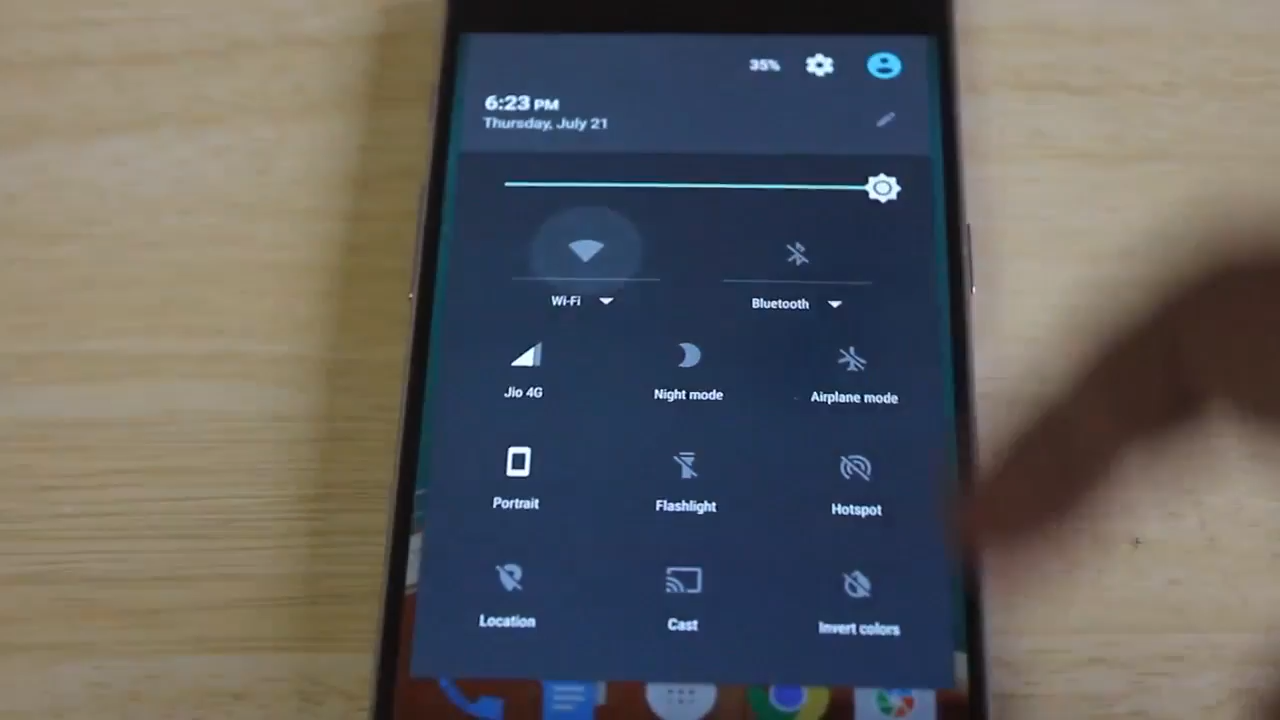 35%
6:23 PM
Thursday, July 21
Wi-Fi
Bluetooth
Jio 4G
Night mode
Airplane mode
Portrait
Flashlight
Hotspot
Location
Cast
Invert colors